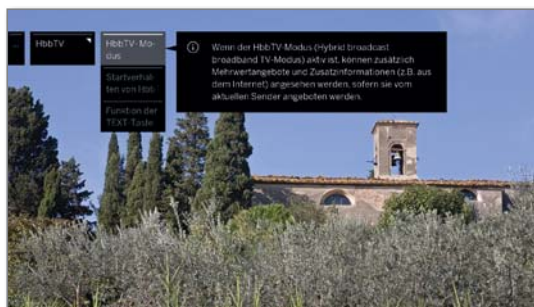 ...
HbbTV
HbbTV-Mo-
dus
Startverhal-
ten von Hbb
Funktion der
TEXT-Taste
Wenn der HbbTV-Modus (Hybrid broadcast
broadband TV-Modus) aktiv ist, können zusätzlich
Mehrwertangebote und Zusatzinformationen (z.B. aus
dem Internet) angesehen werden, sofern sie vom
aktuellen Sender angeboten werden.